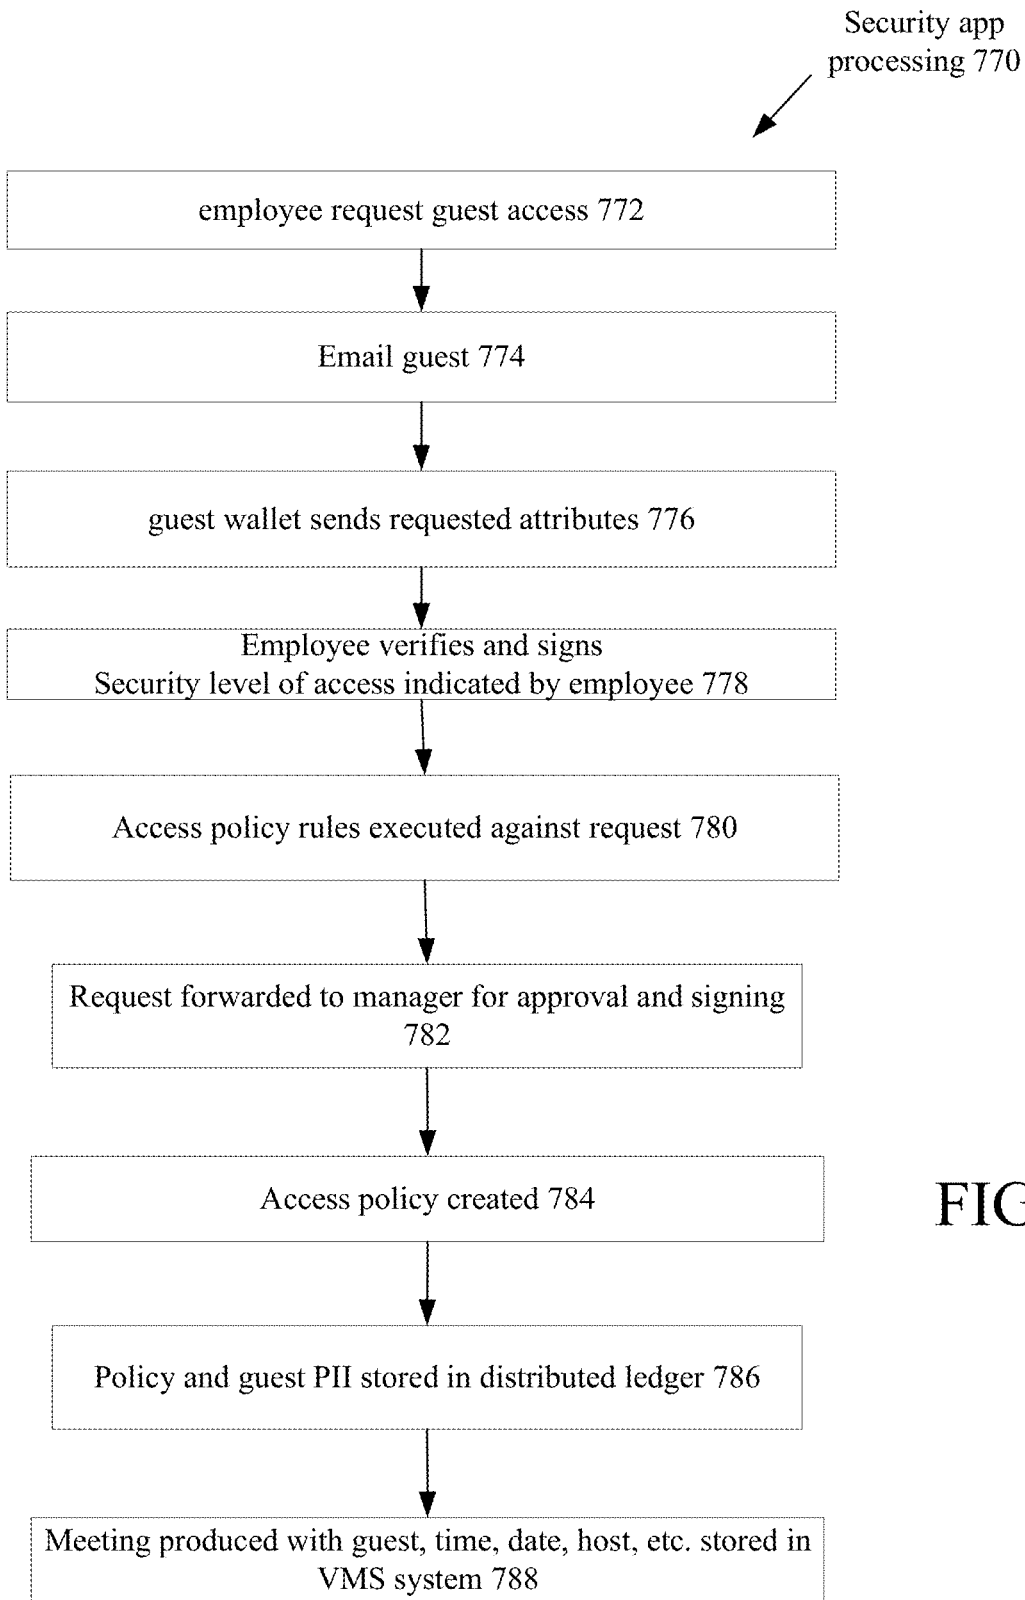 Security app
processing 770
employee request guest access 772
Email guest 774
guest wallet sends requested attributes 776
Employee verifies and signs
Security level of access indicated by employee 778
Access policy rules executed against request 780
Request forwarded to manager for approval and signing
782
Access policy created 784
FIG
Policy and guest PII stored in distributed ledger 786
Meeting produced with guest, time, date, host, etc. stored in
VMS system 788